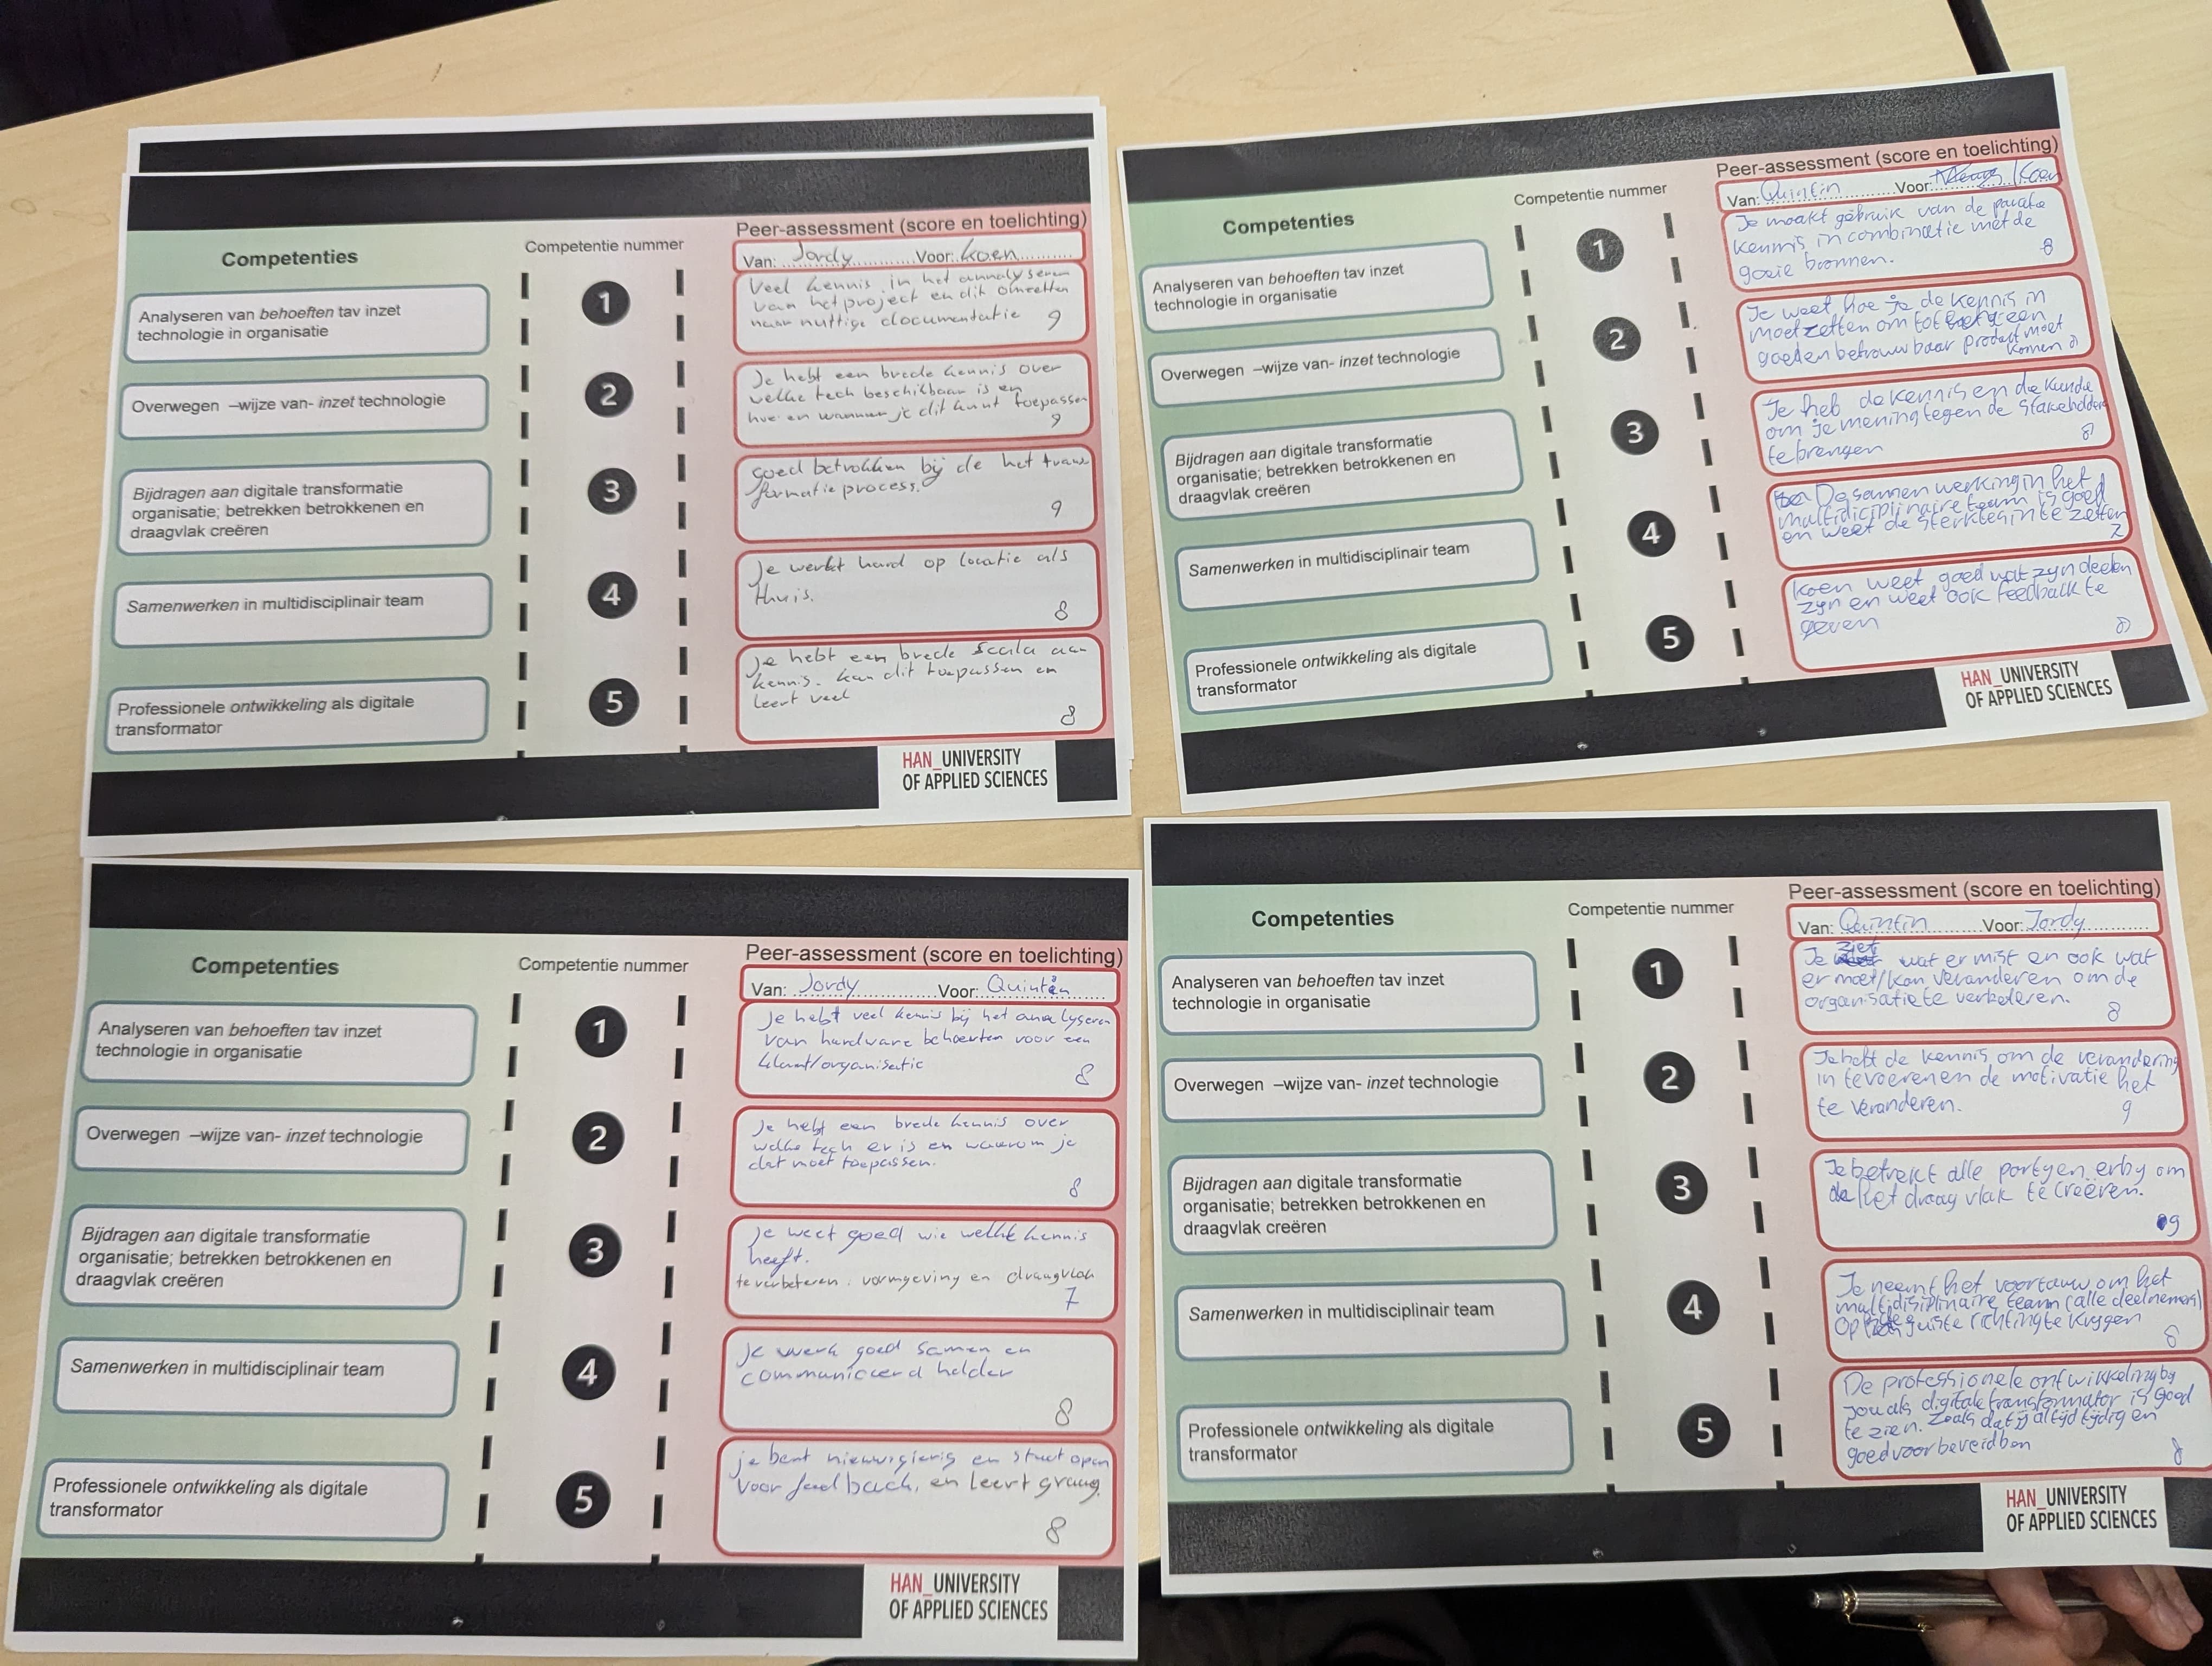 Competenties
Competentie nummer
Peer-assessment (score en toelichting)
Van: Jordy Voor: Koen
Analyseren van behoeften tav inzet
technologie in organisatie
1
Veel kennis in het annalyseren
van het project en dit omzetten
naar nuttige documentatie 9
Overwegen –wijze van- inzet technologie
2
Je hebt een brede kennis over
welke tech beschikbaar is en
hoe en wanneer je dit kunt toepassen
9
Bijdragen aan digitale transformatie
organisatie; betrekken betrokkenen en
draagvlak creëren
3
goed betrokken bij de het trans
formatie process.
9
Samenwerken in multidisciplinair team
4
Je werkt hard op locatie als
thuis.
8
Professionele ontwikkeling als digitale
transformator
5
Je hebt een brede scala aan
kennis. kan dit toepassen en
leert veel
8
HAN_UNIVERSITY
OF APPLIED SCIENCES
Competenties
Competentie nummer
Peer-assessment (score en toelichting)
Van: Quintin Voor: Koen
Analyseren van behoeften tav inzet
technologie in organisatie
1
Je maakt gebruik van de parate
kennis in combinatie met de
goeie bronnen. 8
Overwegen –wijze van- inzet technologie
2
Je weet hoe je de kennis in
moet zetten om tot een
goed en betrouwbaar product moet
komen 8
Bijdragen aan digitale transformatie
organisatie; betrekken betrokkenen en
draagvlak creëren
3
Je heb de kennis en de kunde
om je mening tegen de stakeholders
te brengen 8
Samenwerken in multidisciplinair team
4
De samenwerking in het
multidiciplinaire team is goed
en weet de sterktes in te zetten
7
Professionele ontwikkeling als digitale
transformator
5
Koen weet goed wat zijn doelen
zijn en weet ook feedback te
geven
8
HAN_UNIVERSITY
OF APPLIED SCIENCES
Competenties
Competentie nummer
Peer-assessment (score en toelichting)
Van: Jordy Voor: Quintin
Analyseren van behoeften tav inzet
technologie in organisatie
1
Je hebt veel kennis bij het analyseren
van hardware behoeften voor een
klant/organisatie
8
Overwegen –wijze van- inzet technologie
2
Je hebt een brede kennis over
welke tech er is en waarom je
dat moet toepassen.
8
Bijdragen aan digitale transformatie
organisatie; betrekken betrokkenen en
draagvlak creëren
3
Je weet goed wie welke kennis
heeft.
te verbeteren: vormgeving en draagvlak
7
Samenwerken in multidisciplinair team
4
Je werk goed samen en
communiceerd helder
8
Professionele ontwikkeling als digitale
transformator
5
je bent nieuwsgierig en staat open
voor feedback, en leert graag.
8
HAN_UNIVERSITY
OF APPLIED SCIENCES
Competenties
Competentie nummer
Peer-assessment (score en toelichting)
Van: Quintin Voor: Jordy
Analyseren van behoeften tav inzet
technologie in organisatie
1
Je ziet wat er mist en ook wat
er moet/kan veranderen om de
organisatie te verbeteren.
8
Overwegen –wijze van- inzet technologie
2
Je hebt de kennis om de verandering
in te voeren en de motivatie het
te veranderen. 9
Bijdragen aan digitale transformatie
organisatie; betrekken betrokkenen en
draagvlak creëren
3
Je betrekt alle partijen erby om
het draag vlak te creëren.
9
Samenwerken in multidisciplinair team
4
Je neemt het voortouw om het
multidisiplinaire team (alle deelnemers)
Op juiste richting te krygen
8
Professionele ontwikkeling als digitale
transformator
5
De professionele ontwikkeling by
jou als digitale transformator is goed
te zien. Zoals dat jij altijd tijdig en
goed voorbereid ben
8
HAN_UNIVERSITY
OF APPLIED SCIENCES